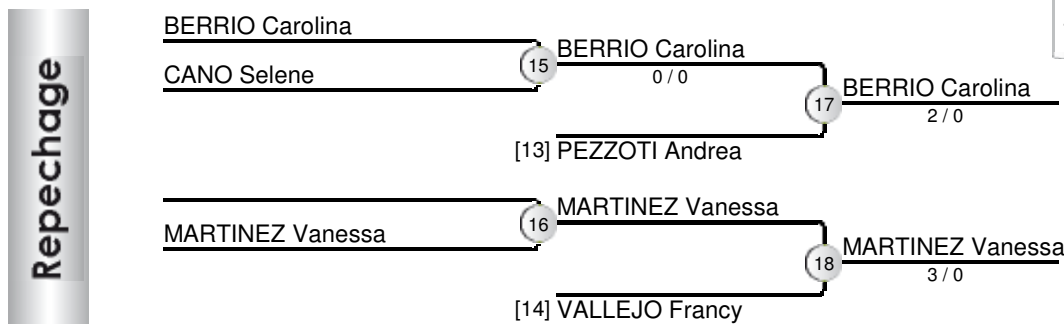 Repechage
BERRIO Carolina
CANO Selene
15
BERRIO Carolina
0 / 0
[13] PEZZOTI Andrea
17
BERRIO Carolina
2 / 0
MARTINEZ Vanessa
16
MARTINEZ Vanessa
[14] VALLEJO Francy
18
MARTINEZ Vanessa
3 / 0